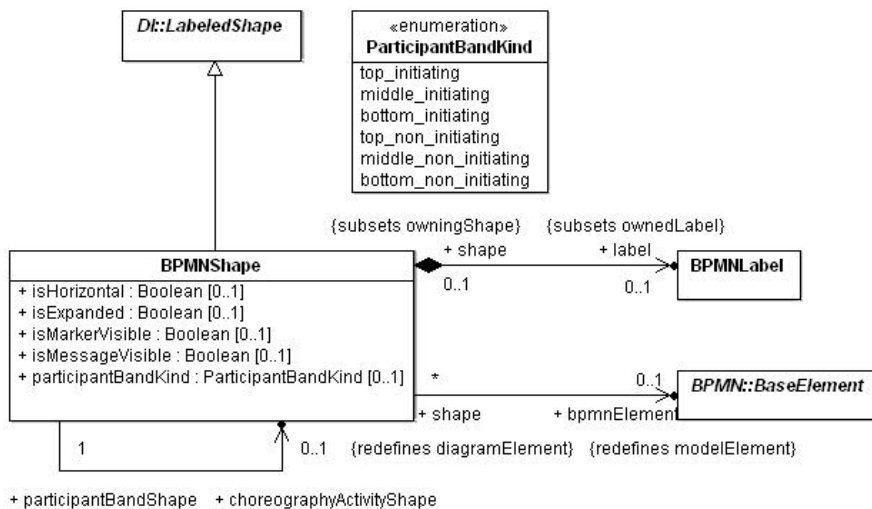 DI::LabeledShape
«enumeration»
ParticipantBandKind
top_initiating
middle_initiating
bottom_initiating
top_non_initiating
middle_non_initiating
bottom_non_initiating
{subsets owningShape} {subsets ownedLabel}
+ shape + label
0..1 0..1
BPMNLabel
BPMNShape
+ isHorizontal : Boolean [0..1]
+ isExpanded : Boolean [0..1]
+ isMarkerVisible : Boolean [0..1]
+ isMessageVisible : Boolean [0..1]
+ participantBandKind : ParticipantBandKind [0..1]
* 0..1
+ shape + bpmnElement
BPMN::BaseElement
1 0..1 {redefines diagramElement} {redefines modelElement}
+ participantBandShape + choreographyActivityShape